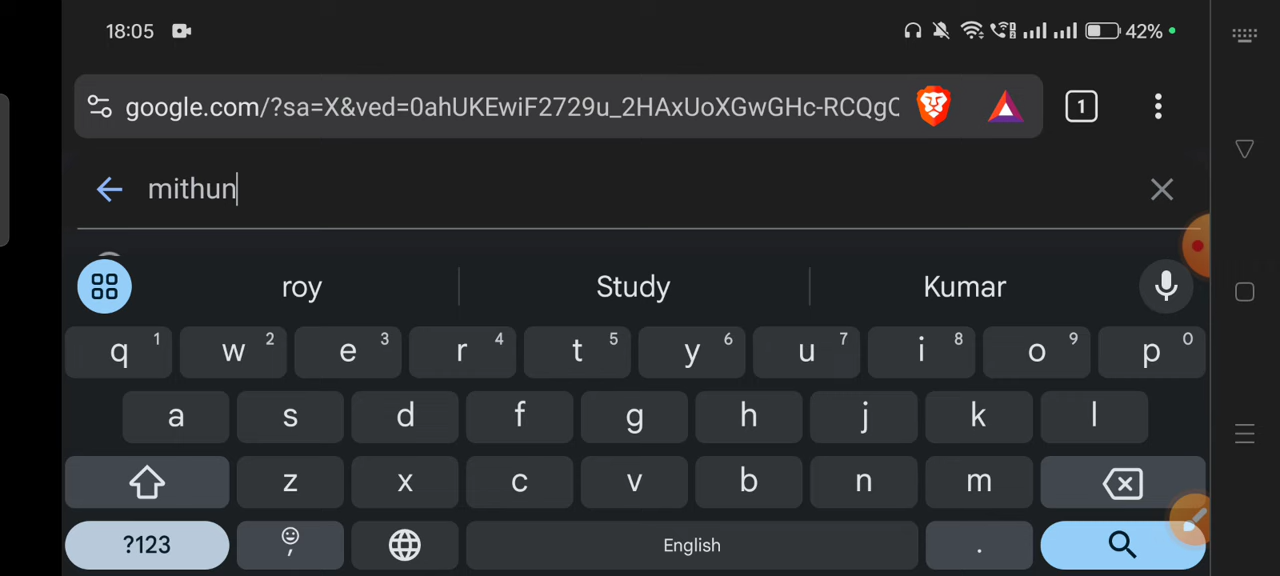 18:05 42%
google.com/?sa=X&ved=0ahUKEwiF2729u_2HAxUoXGwGHc-RCQgC 1
mithun
roy Study Kumar
q 1 w 2 e 3 r 4 t 5 y 6 u 7 i 8 o 9 p 0
a s d f g h j k l
z x c v b n m
?123 , English .